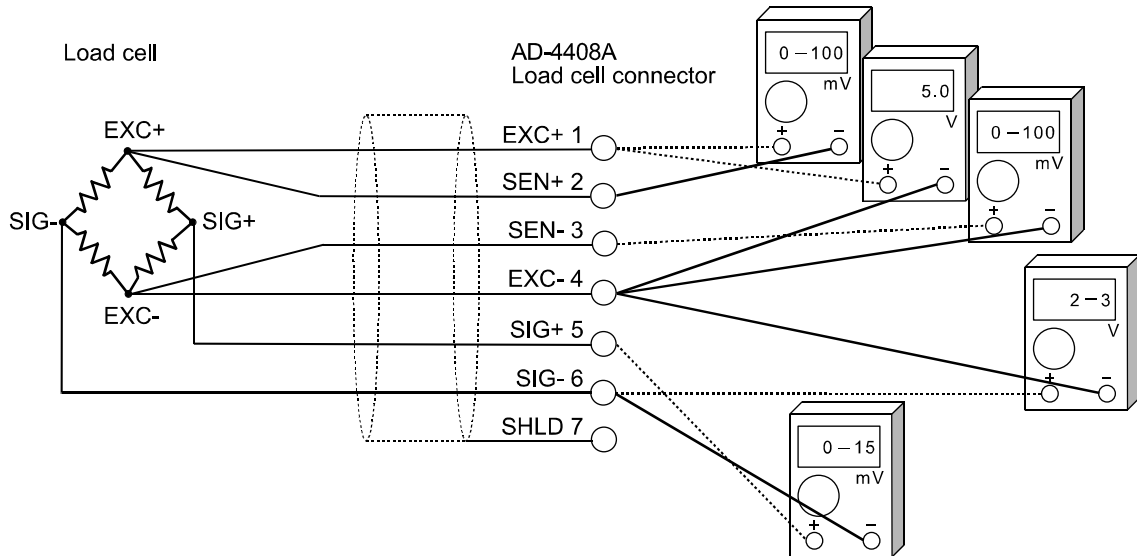 Load cell
AD-4408A
Load cell connector
EXC+
SIG-
SIG+
EXC-
EXC+ 1
SEN+ 2
SEN- 3
EXC- 4
SIG+ 5
SIG- 6
SHLD 7
0-100
mV
+ -
5.0
V
+ -
0-100
mV
+ -
2-3
V
+ -
0-15
mV
+ -